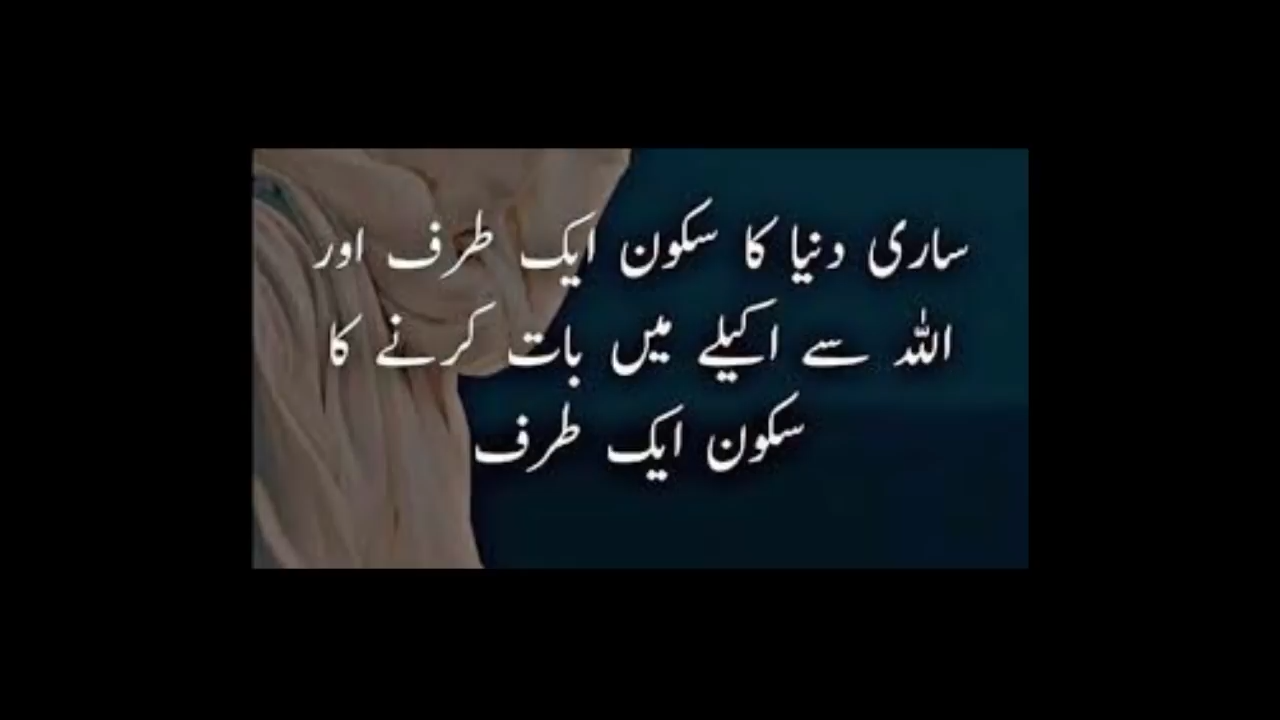 ساری دنیا کا سکون ایک طرف اور
اللہ سے اکیلے میں بات کرنے کا
سکون ایک طرف